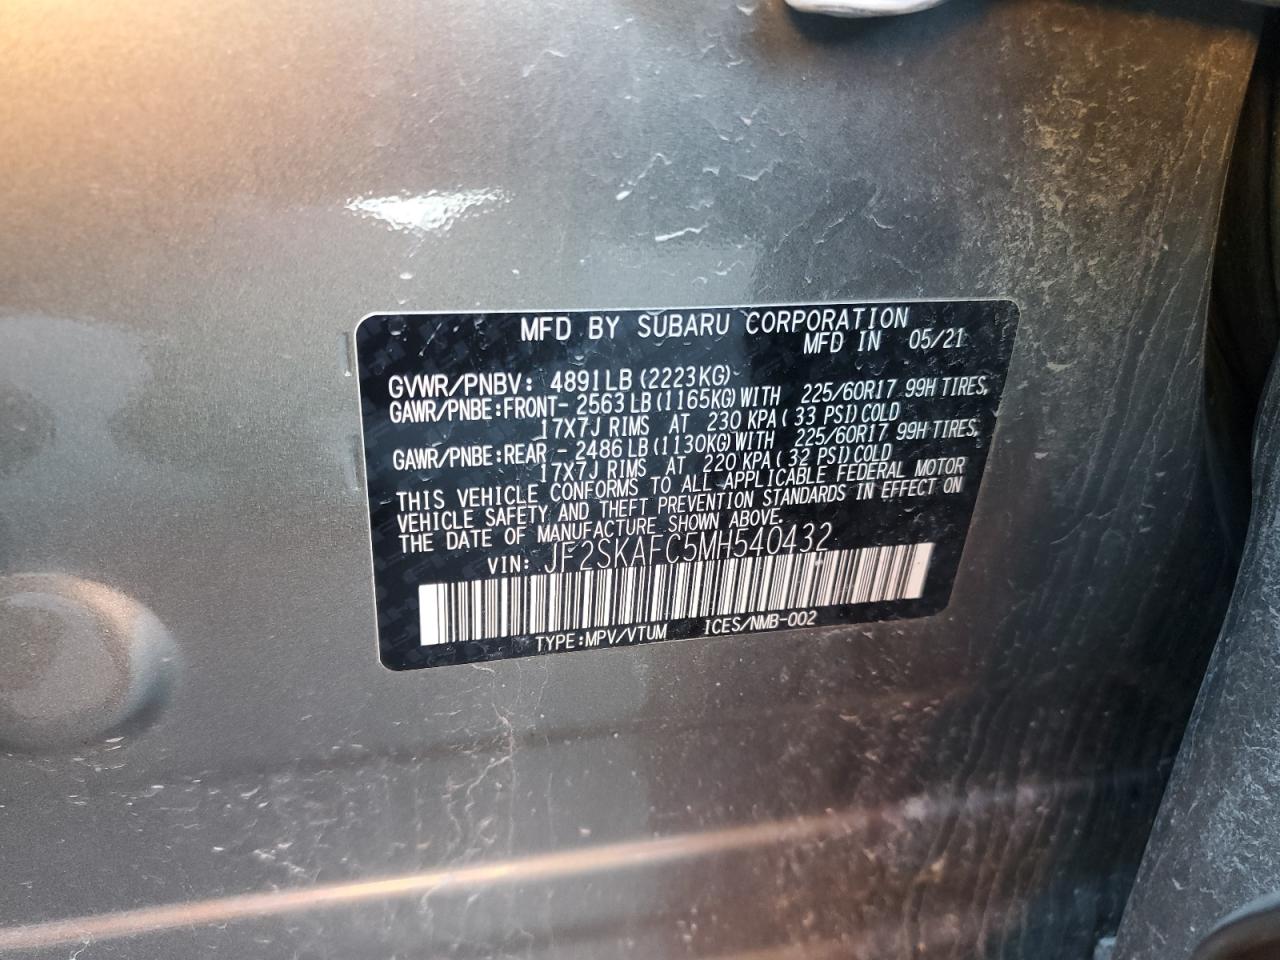 MFD BY SUBARU CORPORATION
MFD IN 05/21
GVWR/PNBV: 4891LB (2223KG)
GAWR/PNBE:FRONT- 2563LB (1165KG) WITH 225/60R17 99H TIRES,
17X7J RIMS AT 230 KPA ( 33 PSI) COLD
GAWR/PNBE:REAR - 2486LB (1130KG) WITH 225/60R17 99H TIRES,
17X7J RIMS AT 220 KPA ( 32 PSI) COLD
THIS VEHICLE CONFORMS TO ALL APPLICABLE FEDERAL MOTOR
VEHICLE SAFETY AND THEFT PREVENTION STANDARDS IN EFFECT ON
THE DATE OF MANUFACTURE SHOWN ABOVE.
VIN: JF2SKAFC5MH540432
TYPE:MPV/VTUM ICES/NMB-002